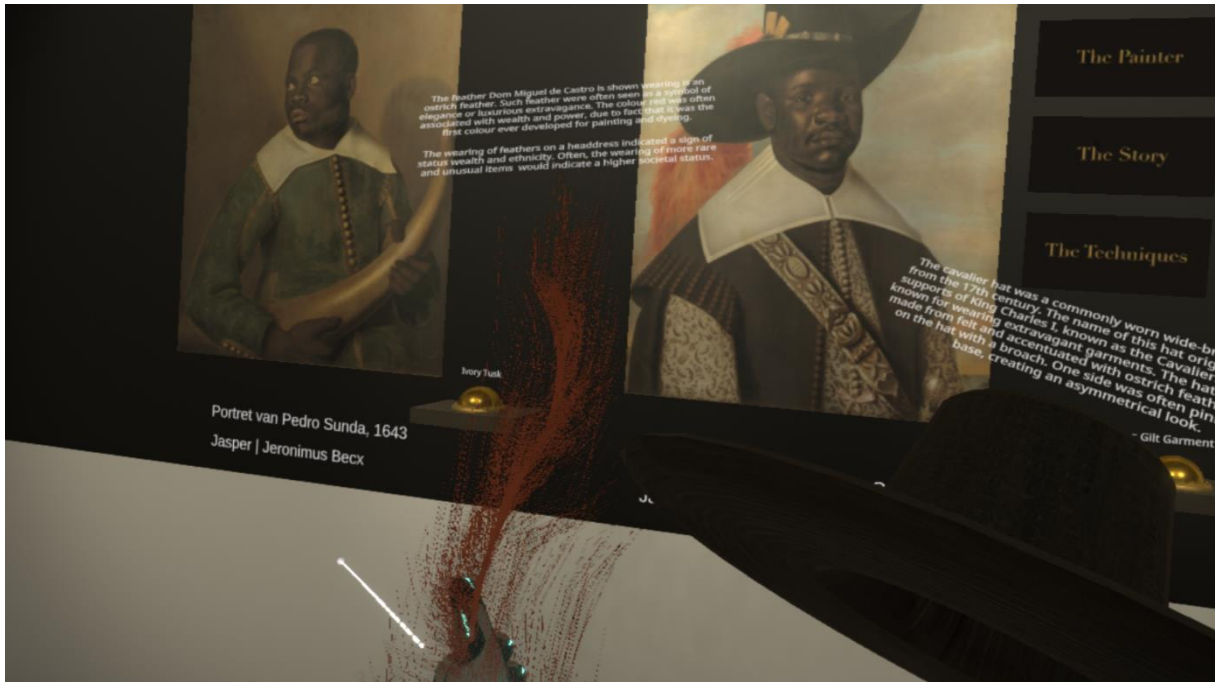 The feather Dom Miguel de Castro is shown wearing is an
ostrich feather. Such feather were often seen as a symbol of
elegance or luxurious extravagance. The colour red was often
associated with wealth and power, due to fact that it was the
first colour ever developed for painting and dyeing.
The wearing of feathers on a headdress indicated a sign of
status wealth and ethnicity. Often, the wearing of more rare
and unusual items would indicate a higher societal status.
The Painter
The Story
The Techniques
The cavalier hat was a commonly worn wide-
from the 17th century. The name of this hat
supports of King Charles I, known as the Cavalier
known for wearing extravagant garments. The hat
made from felt and accentuated with ostrich
on the hat with a broach. One side was often
base, creating an asymmetrical look.
- Gilt Garment
Ivory Tusk
Portret van Pedro Sunda, 1643
Jasper | Jeronimus Becx